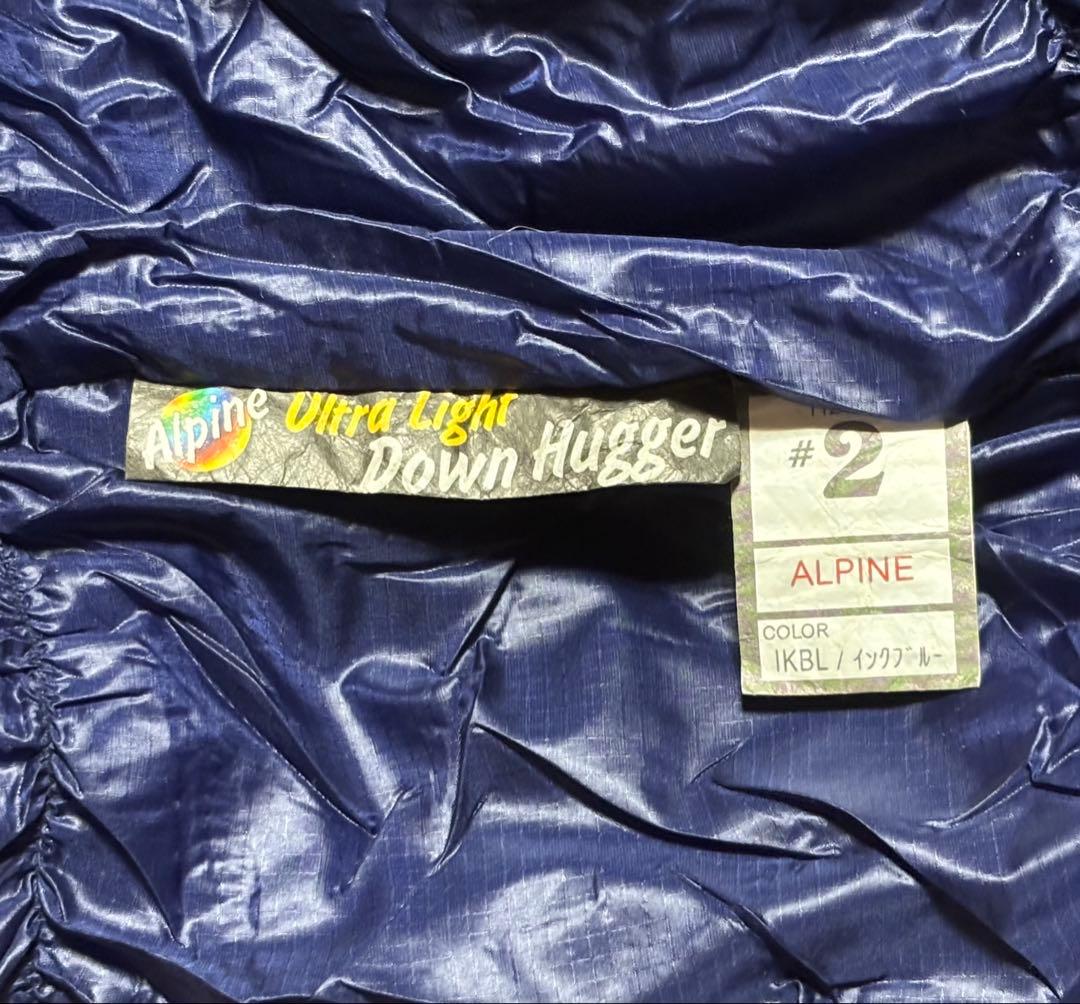 Alpine Ultra Light
Down Hugger
#2
ALPINE
COLOR
IKBL / ｲﾝｸﾌﾞﾙｰ